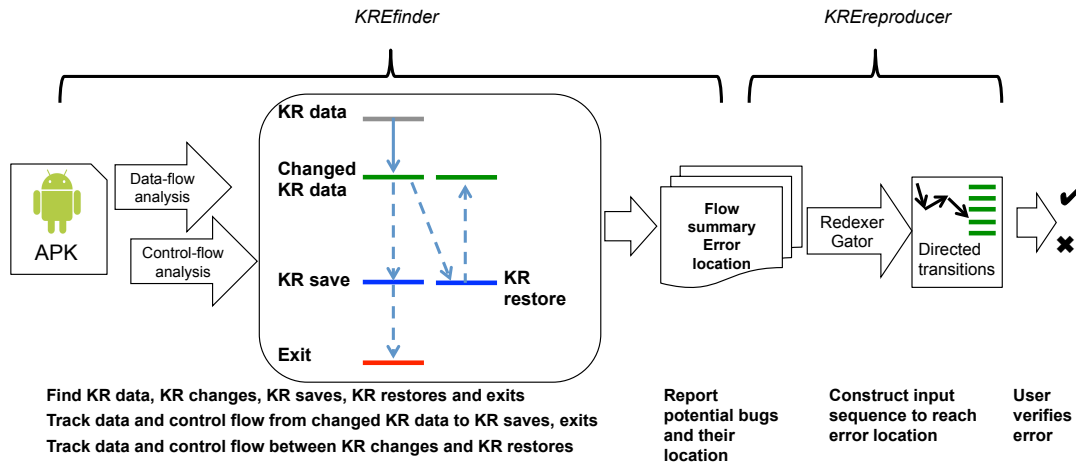 KREfinder
KREreproducer
KR data
Changed
KR data
KR save
KR
restore
Exit
APK
Data-flow
analysis
Control-flow
analysis
Flow
summary
Error
location
Redexer
Gator
Directed
transitions
Find KR data, KR changes, KR saves, KR restores and exits
Track data and control flow from changed KR data to KR saves, exits
Track data and control flow between KR changes and KR restores
Report
potential bugs
and their
location
Construct input
sequence to reach
error location
User
verifies
error